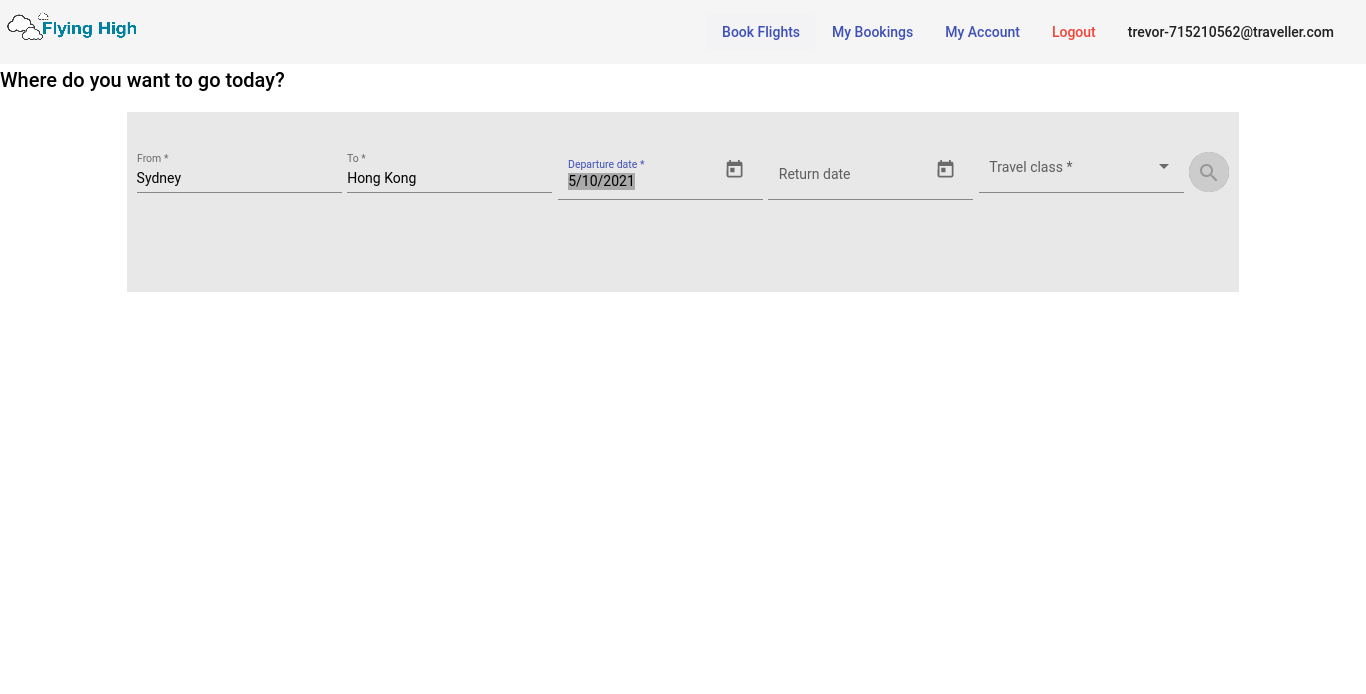 Flying High
Book Flights
My Bookings
My Account
Logout
trevor-715210562@traveller.com
Where do you want to go today?
From *
Sydney
To *
Hong Kong
Departure date *
5/10/2021
Return date
Travel class *